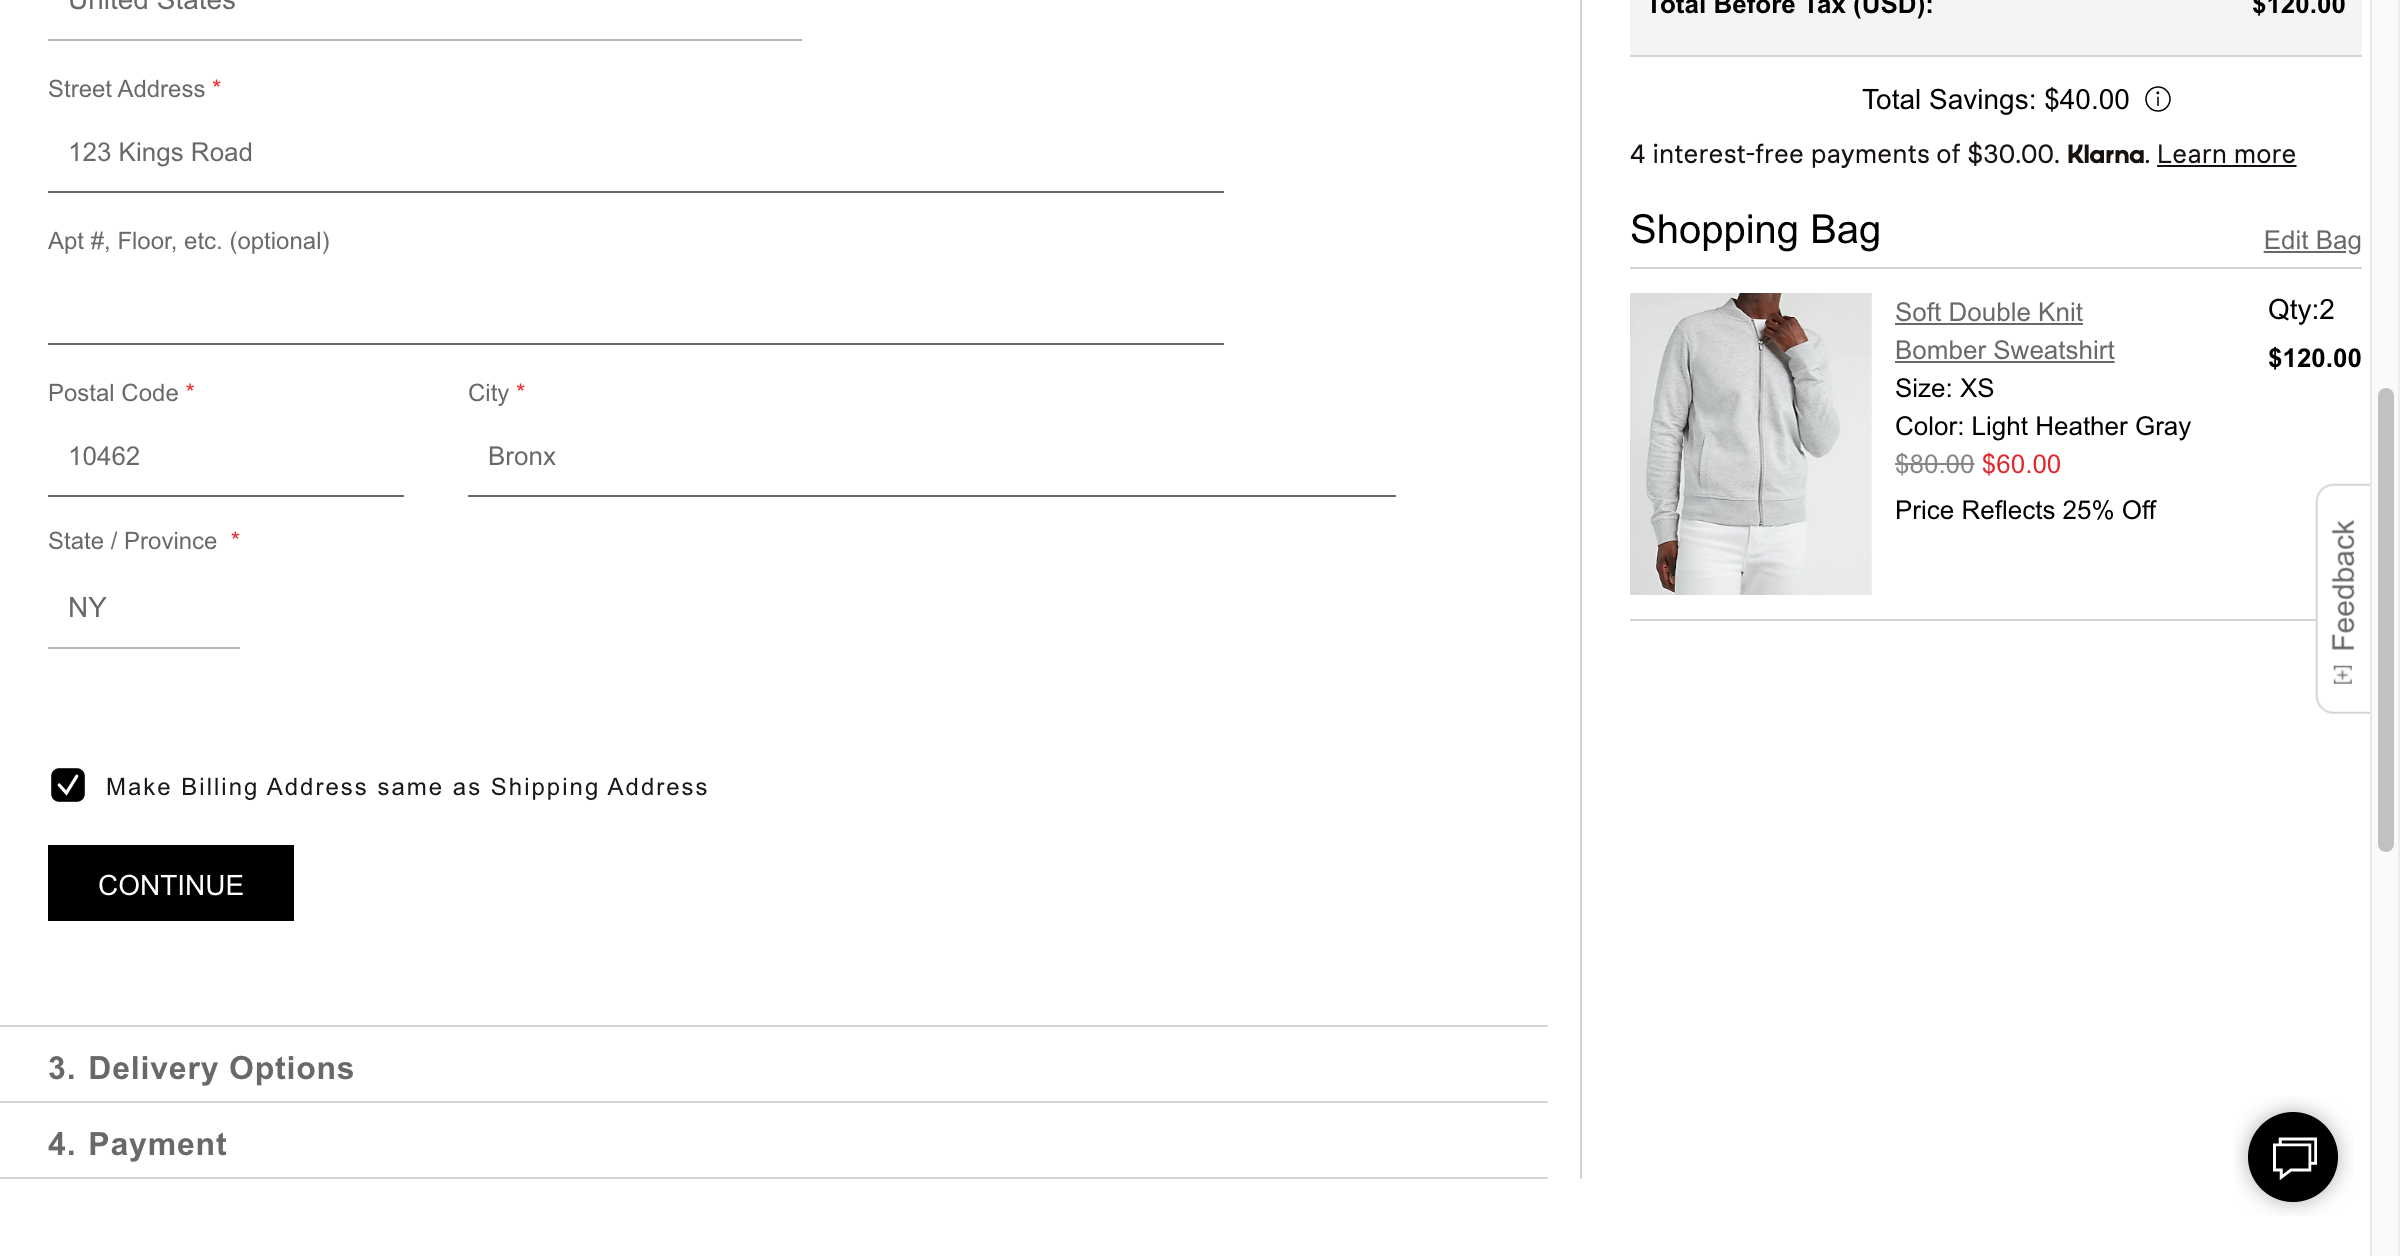 United States
Street Address *
123 Kings Road
Apt #, Floor, etc. (optional)
Postal Code *
City *
10462
Bronx
State / Province *
NY
Make Billing Address same as Shipping Address
CONTINUE
3. Delivery Options
4. Payment
Total Before Tax (USD): $120.00
Total Savings: $40.00
4 interest-free payments of $30.00. Klarna. Learn more
Shopping Bag
Edit Bag
Soft Double Knit
Bomber Sweatshirt
Size: XS
Color: Light Heather Gray
$80.00 $60.00
Price Reflects 25% Off
Qty:2
$120.00
[+] Feedback